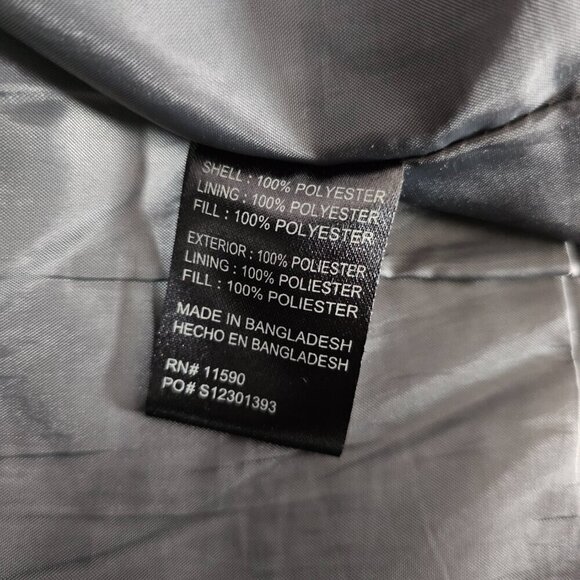 SHELL : 100% POLYESTER
LINING : 100% POLYESTER
FILL : 100% POLYESTER
EXTERIOR : 100% POLIESTER
LINING : 100% POLIESTER
FILL : 100% POLIESTER
MADE IN BANGLADESH
HECHO EN BANGLADESH
RN# 11590
PO# S12301393